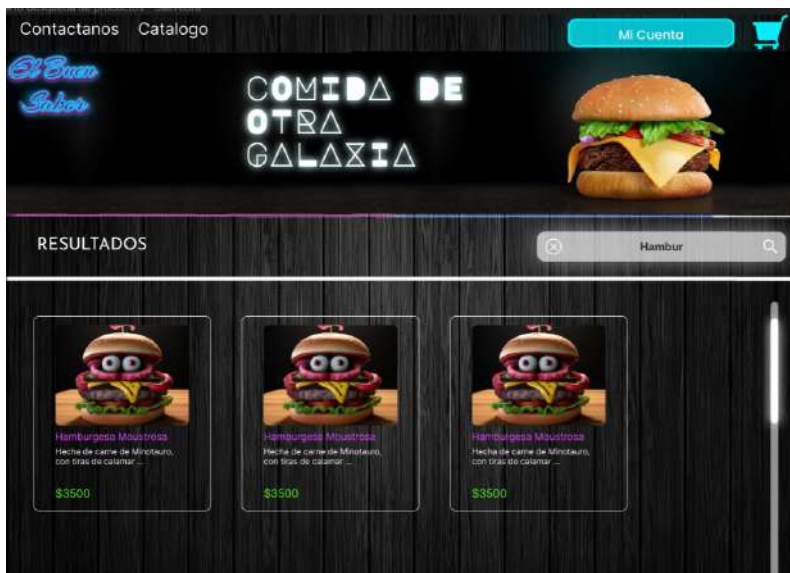 Contactanos Catalogo
Mi Cuenta
El Buen
Sabor
COMIDA DE
OTRA
GALAXIA
RESULTADOS
Hambur
Hamburgesa Moustrosa
Hecha de carne de Minotauro,
con tiras de calamar ...
$3500
Hamburgesa Moustrosa
Hecha de carne de Minotauro,
con tiras de calamar ...
$3500
Hamburgesa Moustrosa
Hecha de carne de Minotauro,
con tiras de calamar ...
$3500